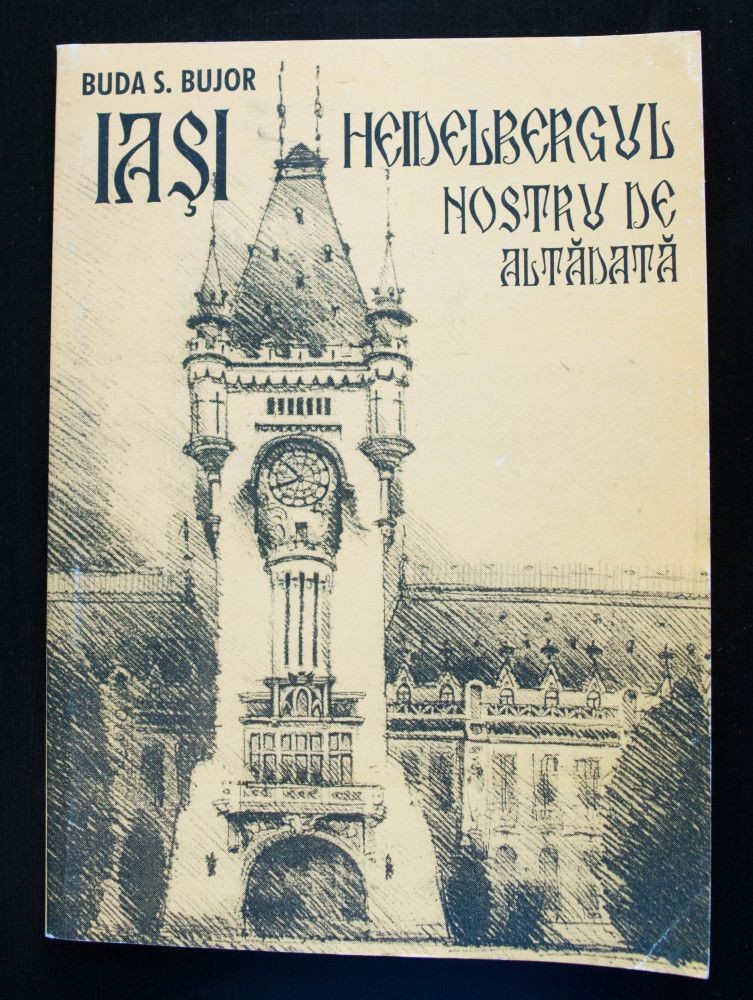 BUDA S. BUJOR
IAŞI
HEIDELBERGUL
NOSTRU DE
ALTĂDATĂ